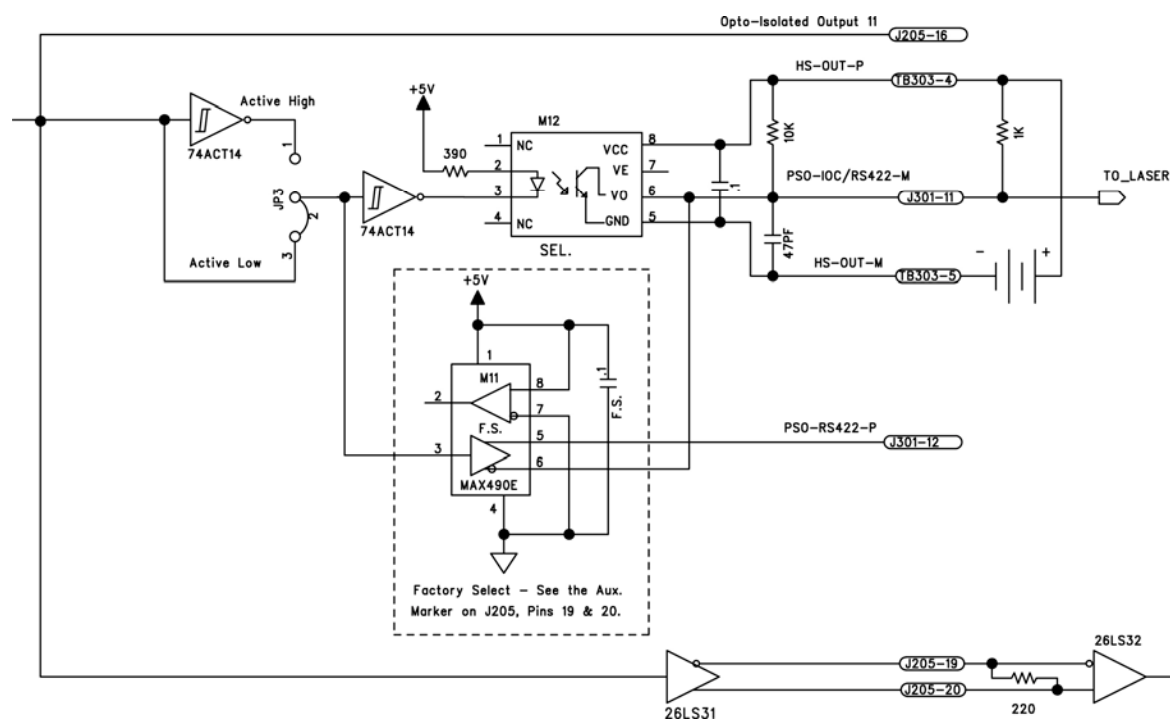 Opto-Isolated Output 11
J205-16
HS-OUT-P
TB303-4
+5V
Active High
M12
1
74ACT14
390
1 NC
VCC 8
2
VE 7
10K
1K
PSO-IOC/RS422-M
TO_LASER
JP3
2
3
VO 6
.1
J301-11
74ACT14
4 NC
GND 5
47PF
Active Low
3
SEL.
HS-OUT-M
TB303-5
- +
+5V
1
M11
8
.1
2
7
F.S.
F.S.
PSO-RS422-P
5
J301-12
3
6
MAX490E
4
Factory Select - See the Aux.
Marker on J205, Pins 19 & 20.
26LS32
J205-19
J205-20
26LS31
220